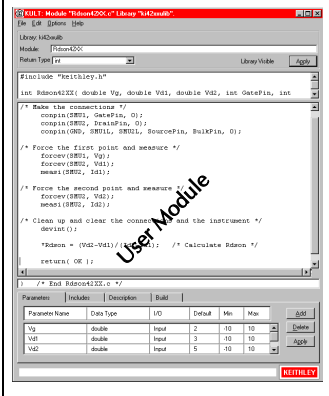 KULT: Module "Rdson42XX.c" Library "ki42xxulib".
File Edit Options Help
Library: ki42xxulib
Module: Rdson42XX
Return Type: int Library Visible Apply
#include "keithley.h"
int Rdson42XX( double Vg, double Vd1, double Vd2, int GatePin, int
/* Make the connections */
conpin(SMU1, GatePin, 0);
conpin(SMU2, DrainPin, 0);
conpin(GND, SMU1L, SMU2L, SourcePin, BulkPin, 0);
/* Force the first point and measure */
forcev(SMU1, Vg);
forcev(SMU2, Vd1);
measi(SMU2, Id1);
/* Force the second point and measure */
forcev(SMU2, Vd2);
measi(SMU2, Id2);
/* Clean up and clear the connections and the instrument */
devint();
*Rdson = (Vd2-Vd1)/( /* Calculate Rdson */
return( OK );
User Module
} /* End Rdson42XX.c */
Parameters Includes Description Build
Parameter Name Data Type I/O Default Min Max Add
Vg double Input 2 -10 10 Delete
Vd1 double Input 3 -10 10 Apply
Vd2 double Input 5 -10 10
KEITHLEY